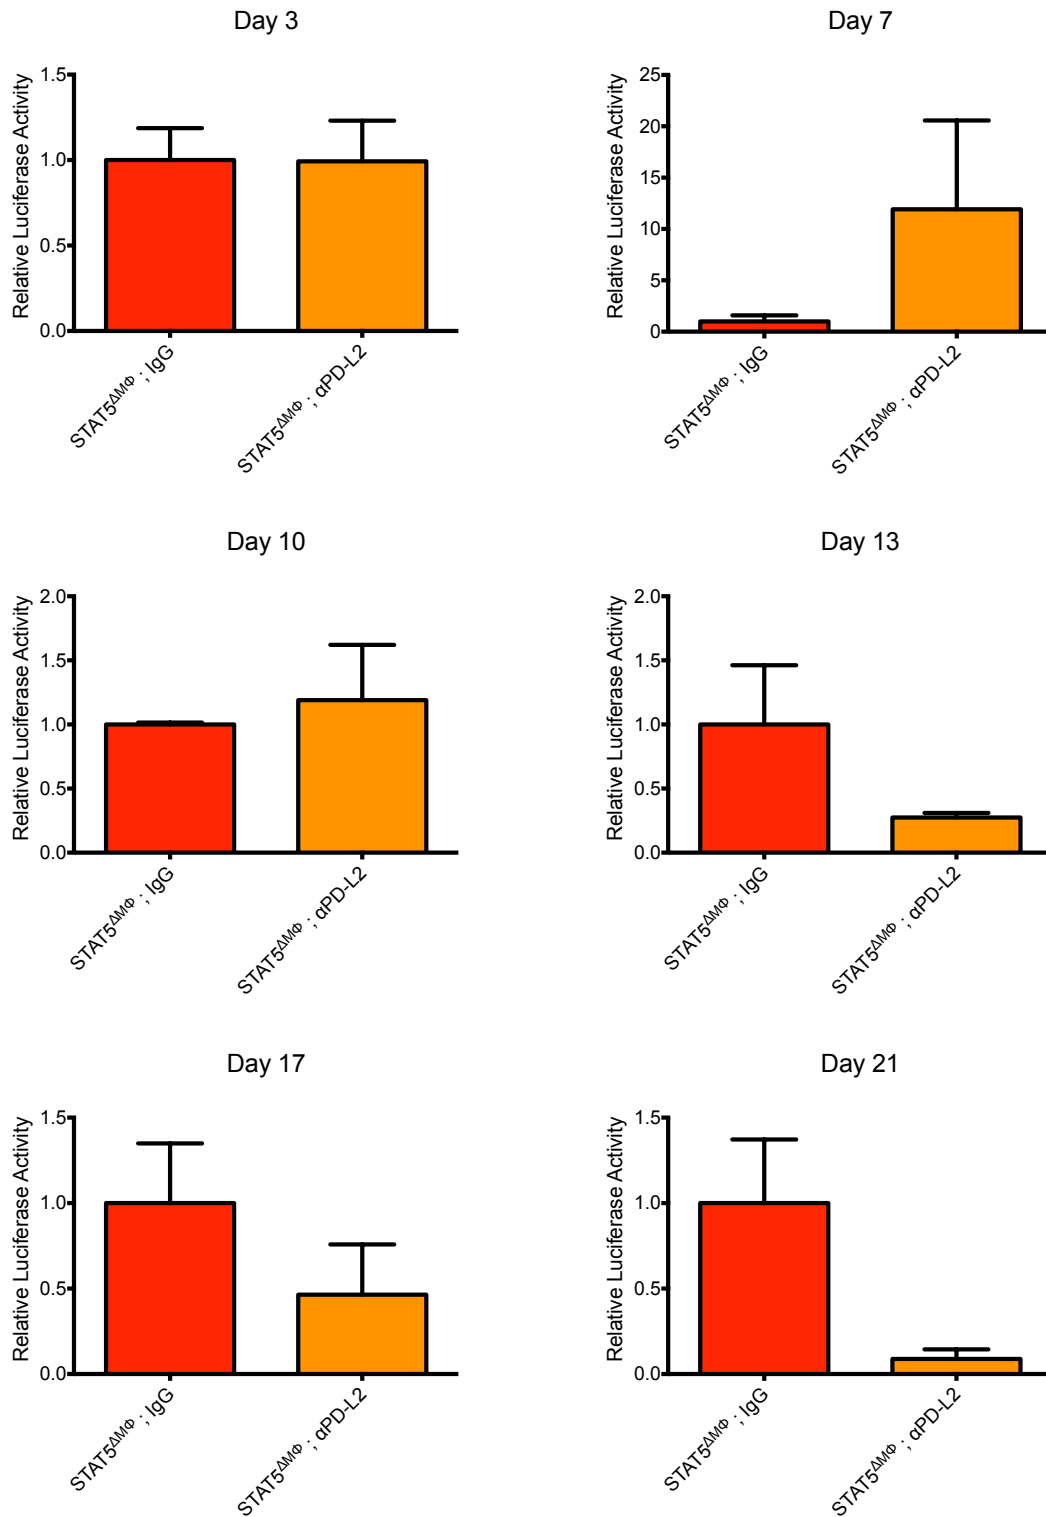 Day 3
Relative Luciferase Activity
1.5
1.0
0.5
0.0
STAT5ΔMΦ ; IgG
STAT5ΔMΦ ; αPD-L2
Day 7
Relative Luciferase Activity
25
20
15
10
5
0
STAT5ΔMΦ ; IgG
STAT5ΔMΦ ; αPD-L2
Day 10
Relative Luciferase Activity
2.0
1.5
1.0
0.5
0.0
STAT5ΔMΦ ; IgG
STAT5ΔMΦ ; αPD-L2
Day 13
Relative Luciferase Activity
2.0
1.5
1.0
0.5
0.0
STAT5ΔMΦ ; IgG
STAT5ΔMΦ ; αPD-L2
Day 17
Relative Luciferase Activity
1.5
1.0
0.5
0.0
STAT5ΔMΦ ; IgG
STAT5ΔMΦ ; αPD-L2
Day 21
Relative Luciferase Activity
1.5
1.0
0.5
0.0
STAT5ΔMΦ ; IgG
STAT5ΔMΦ ; αPD-L2